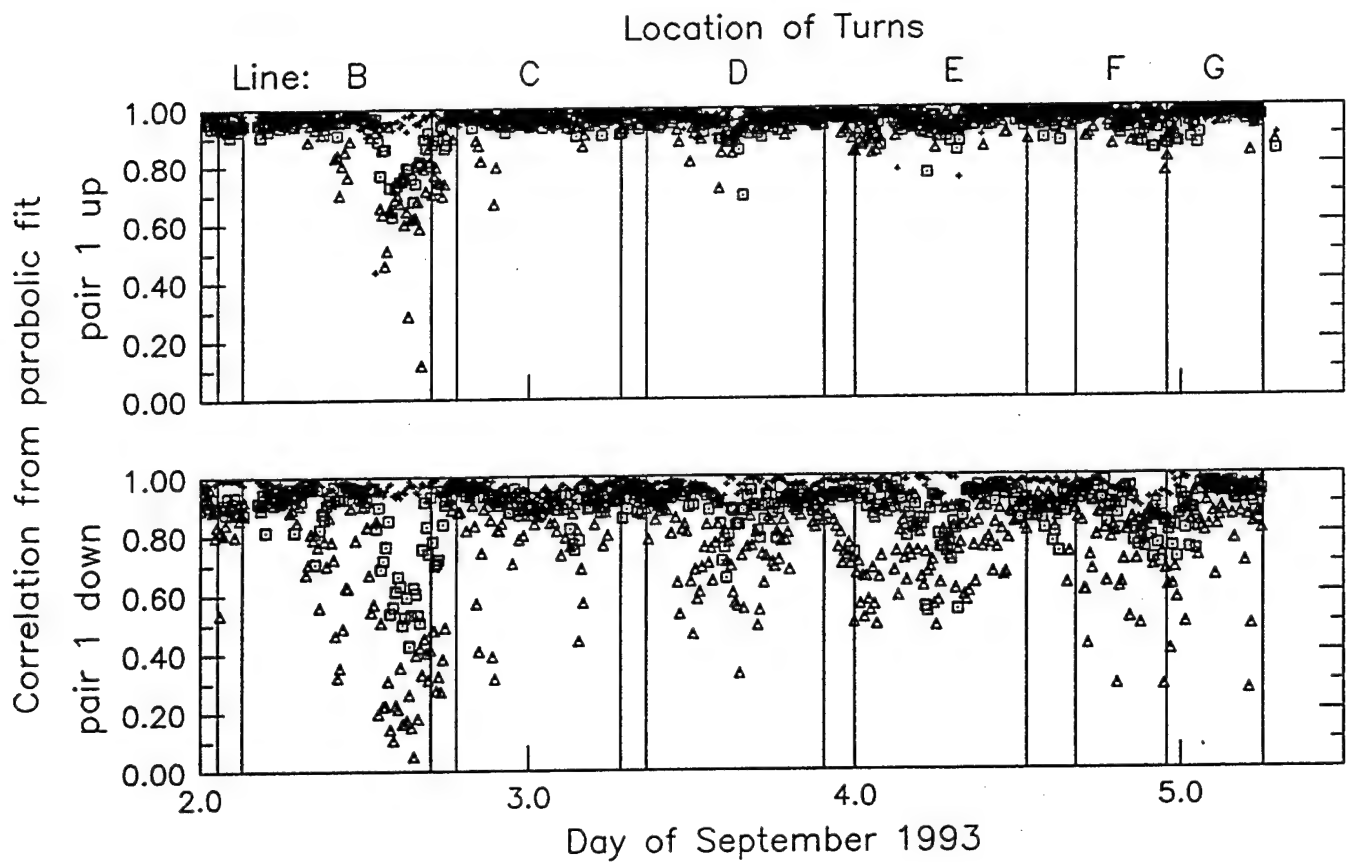 Location of Turns
Line: B C D E F G
Correlation from parabolic fit
pair 1 up
1.00
0.80
0.60
0.40
0.20
0.00
pair 1 down
1.00
0.80
0.60
0.40
0.20
0.00
2.0 3.0 4.0 5.0
Day of September 1993